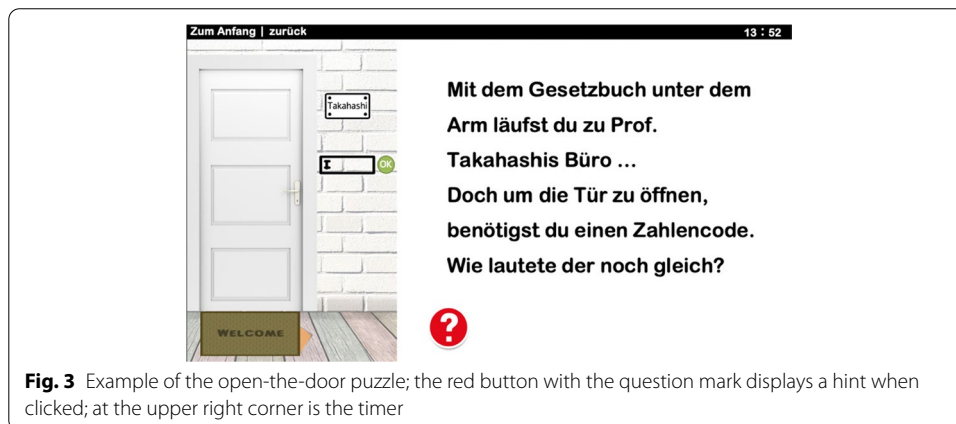 Zum Anfang | zurück
13 : 52
Takahashi
I
OK
WELCOME
Mit dem Gesetzbuch unter dem
Arm läufst du zu Prof.
Takahashis Büro ...
Doch um die Tür zu öffnen,
benötigst du einen Zahlencode.
Wie lautete der noch gleich?
?
Fig. 3 Example of the open-the-door puzzle; the red button with the question mark displays a hint when
clicked; at the upper right corner is the timer